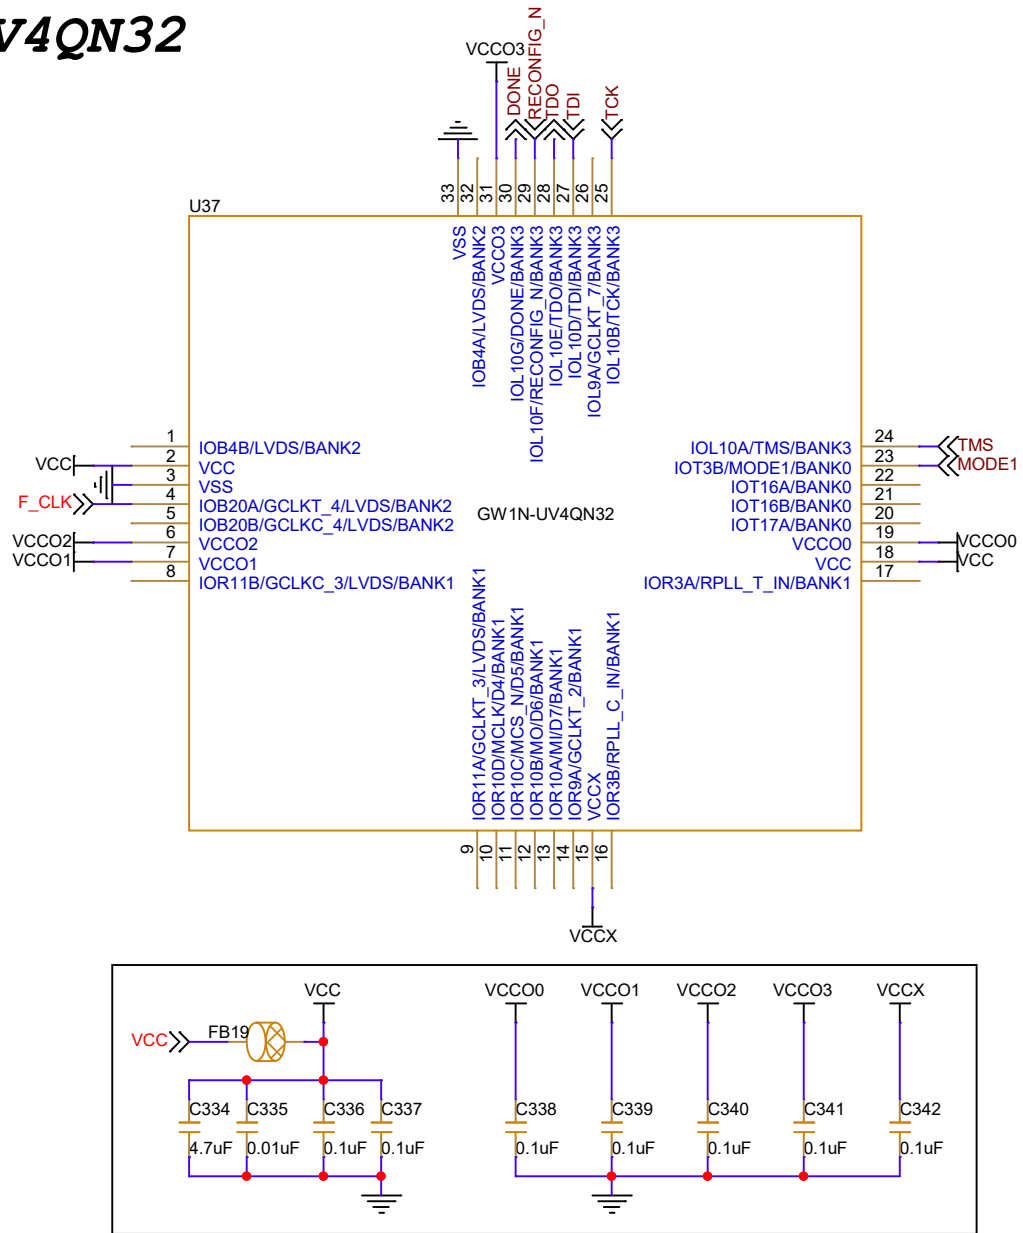 V4QN32
VCCO3
DONE
RECONFIG_N
TDO
TDI
TCK
33
32
31
30
29
28
27
26
25
U37
VSS
IOB4A/LVDS/BANK2
VCCO3
IOL10G/DONE/BANK3
IOL10F/RECONFIG_N/BANK3
IOL10E/TDO/BANK3
IOL10D/TDI/BANK3
IOL9A/GCLKT_7/BANK3
IOL10B/TCK/BANK3
1 IOB4B/LVDS/BANK2
VCC 2 VCC
3 VSS
F_CLK 4 IOB20A/GCLKT_4/LVDS/BANK2
5 IOB20B/GCLKC_4/LVDS/BANK2
VCCO2 6 VCCO2
VCCO1 7 VCCO1
8 IOR11B/GCLKC_3/LVDS/BANK1
GW1N-UV4QN32
IOL10A/TMS/BANK3 24 TMS
IOT3B/MODE1/BANK0 23 MODE1
IOT16A/BANK0 22
IOT16B/BANK0 21
IOT17A/BANK0 20
VCCO0 19 VCCO0
VCC 18 VCC
IOR3A/RPLL_T_IN/BANK1 17
IOR11A/GCLKT_3/LVDS/BANK1
IOR10D/MCLK/D4/BANK1
IOR10C/MCS_N/D5/BANK1
IOR10B/MO/D6/BANK1
IOR10A/MI/D7/BANK1
IOR9A/GCLKT_2/BANK1
VCCX
IOR3B/RPLL_C_IN/BANK1
9
10
11
12
13
14
15
16
VCCX
VCC VCCO0 VCCO1 VCCO2 VCCO3 VCCX
VCC FB19
C334 C335 C336 C337 C338 C339 C340 C341 C342
4.7uF 0.01uF 0.1uF 0.1uF 0.1uF 0.1uF 0.1uF 0.1uF 0.1uF